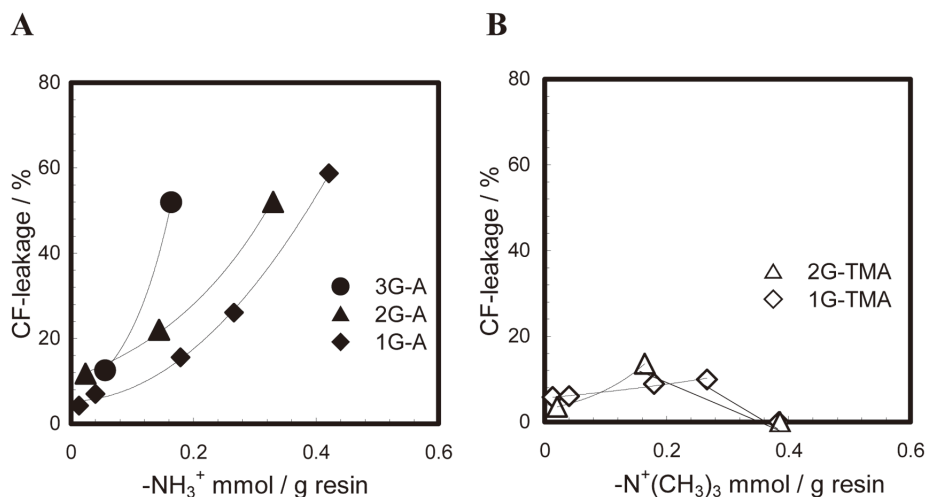 A
80
60
40
20
0
0
0.2
0.4
0.6
CF-leakage / %
-NH₃⁺ mmol / g resin
3G-A
2G-A
1G-A
B
80
60
40
20
0
0
0.2
0.4
0.6
CF-leakage / %
-N⁺(CH₃)₃ mmol / g resin
2G-TMA
1G-TMA